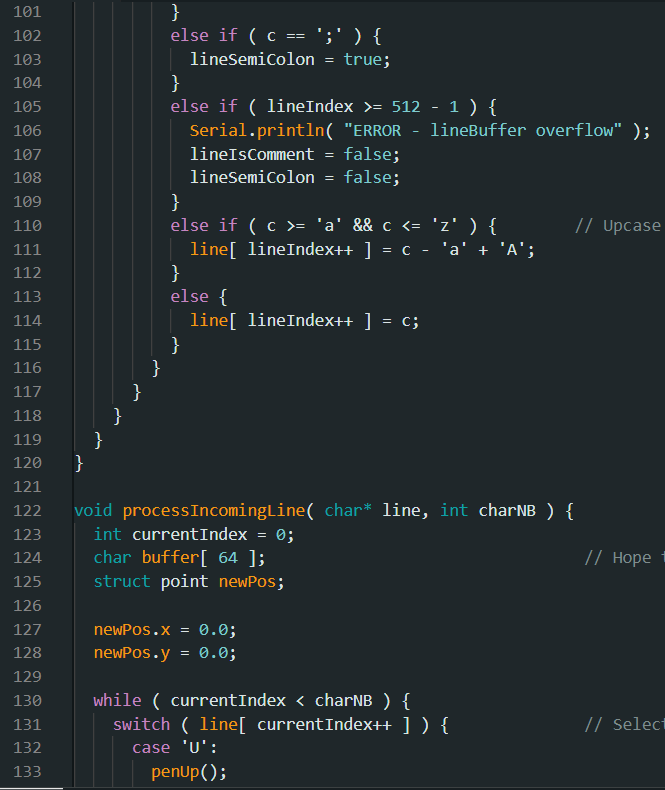 101 }
102 else if ( c == ';' ) {
103 lineSemiColon = true;
104 }
105 else if ( lineIndex >= 512 - 1 ) {
106 Serial.println( "ERROR - lineBuffer overflow" );
107 lineIsComment = false;
108 lineSemiColon = false;
109 }
110 else if ( c >= 'a' && c <= 'z' ) { // Upcase
111 line[ lineIndex++ ] = c - 'a' + 'A';
112 }
113 else {
114 line[ lineIndex++ ] = c;
115 }
116 }
117 }
118 }
119 }
120 }
121
122 void processIncomingLine( char* line, int charNB ) {
123 int currentIndex = 0;
124 char buffer[ 64 ]; // Hope
125 struct point newPos;
126
127 newPos.x = 0.0;
128 newPos.y = 0.0;
129
130 while ( currentIndex < charNB ) {
131 switch ( line[ currentIndex++ ] ) { // Select
132 case 'U':
133 penUp();